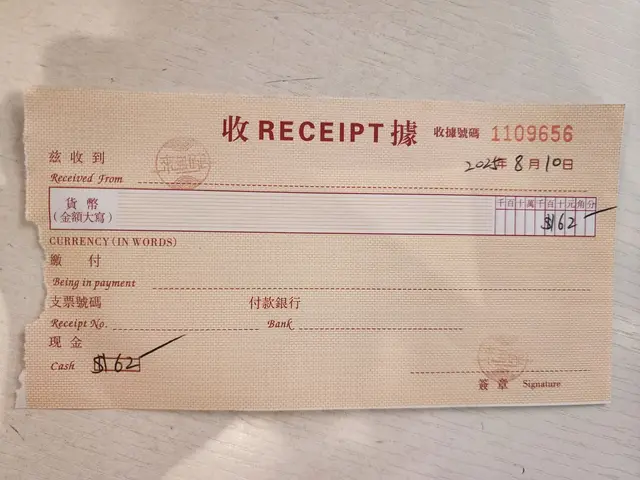 收 RECEIPT 據 收據號碼 1109656
茲收到
2025年 8 月 10 日
Received From
貨幣
(金額大寫)
千百十萬千百十元角分
$162
CURRENCY (IN WORDS)
繳 付
Being in payment
支票號碼 付款銀行
Receipt No. Bank
现金
Cash $162
簽 章 Signature